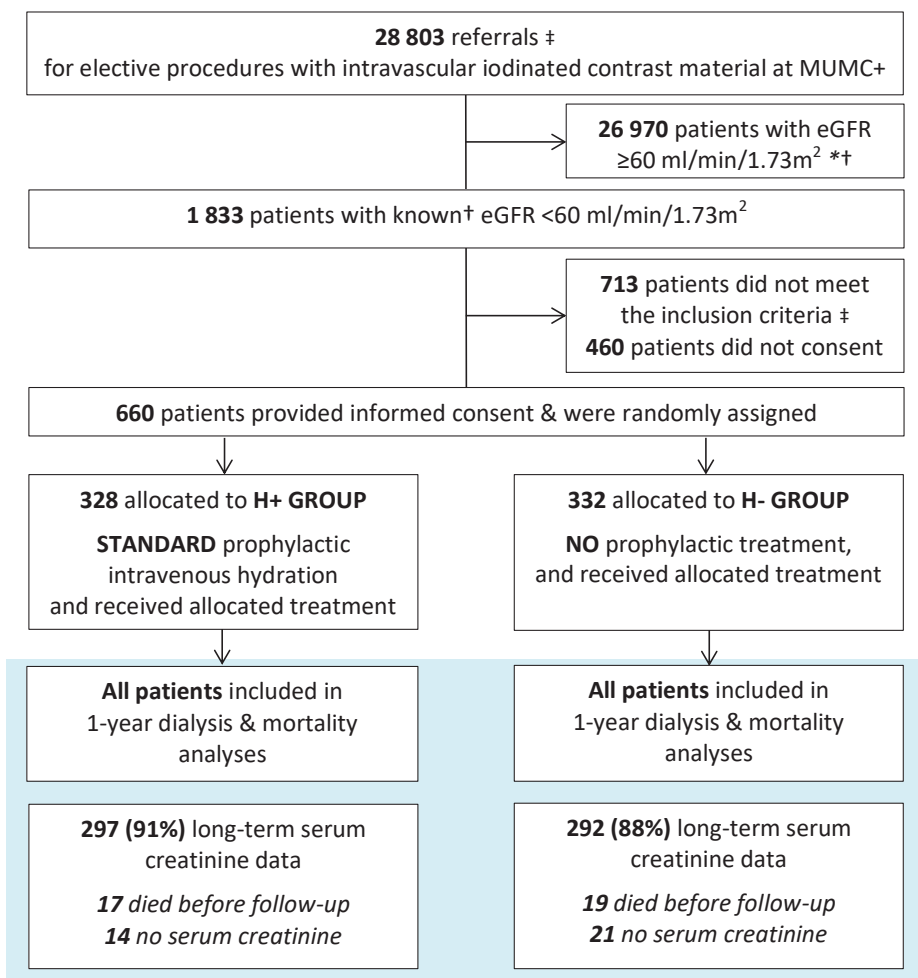 28 803 referrals ‡
for elective procedures with intravascular iodinated contrast material at MUMC+
26 970 patients with eGFR
≥60 ml/min/1.73m² *†
1 833 patients with known† eGFR <60 ml/min/1.73m²
713 patients did not meet
the inclusion criteria ‡
460 patients did not consent
660 patients provided informed consent & were randomly assigned
328 allocated to H+ GROUP
STANDARD prophylactic
intravenous hydration
and received allocated treatment
332 allocated to H- GROUP
NO prophylactic treatment,
and received allocated treatment
All patients included in
1-year dialysis & mortality
analyses
All patients included in
1-year dialysis & mortality
analyses
297 (91%) long-term serum
creatinine data
17 died before follow-up
14 no serum creatinine
292 (88%) long-term serum
creatinine data
19 died before follow-up
21 no serum creatinine